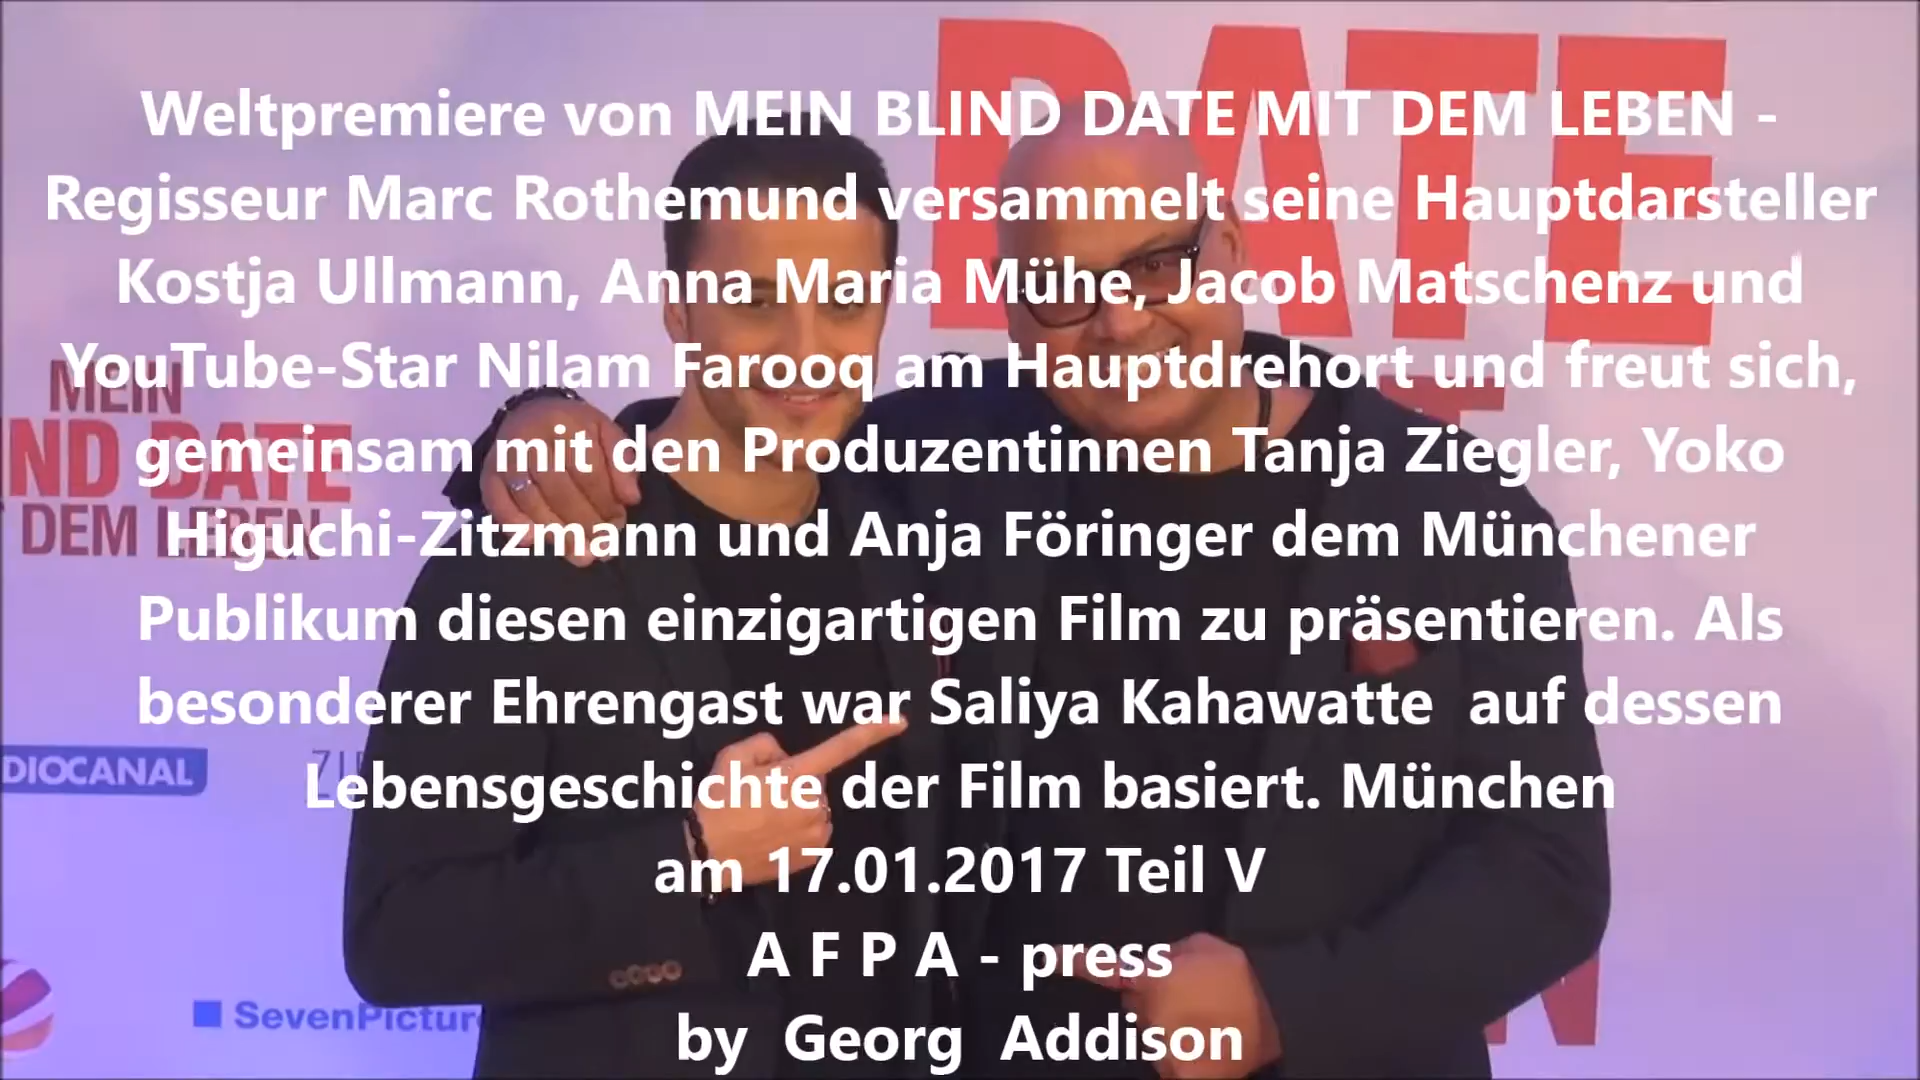 Weltpremiere von MEIN BLIND DATE MIT DEM LEBEN -
Regisseur Marc Rothemund versammelt seine Hauptdarsteller
Kostja Ullmann, Anna Maria Mühe, Jacob Matschenz und
YouTube-Star Nilam Farooq am Hauptdrehort und freut sich,
gemeinsam mit den Produzentinnen Tanja Ziegler, Yoko
Higuchi-Zitzmann und Anja Föringer dem Münchener
Publikum diesen einzigartigen Film zu präsentieren. Als
besonderer Ehrengast war Saliya Kahawatte auf dessen
Lebensgeschichte der Film basiert. München
am 17.01.2017 Teil V
A F P A - press
by Georg Addison
DATE
MEIN
ND DATE
DEM LEBEN
DIOCANAL
SevenPictur